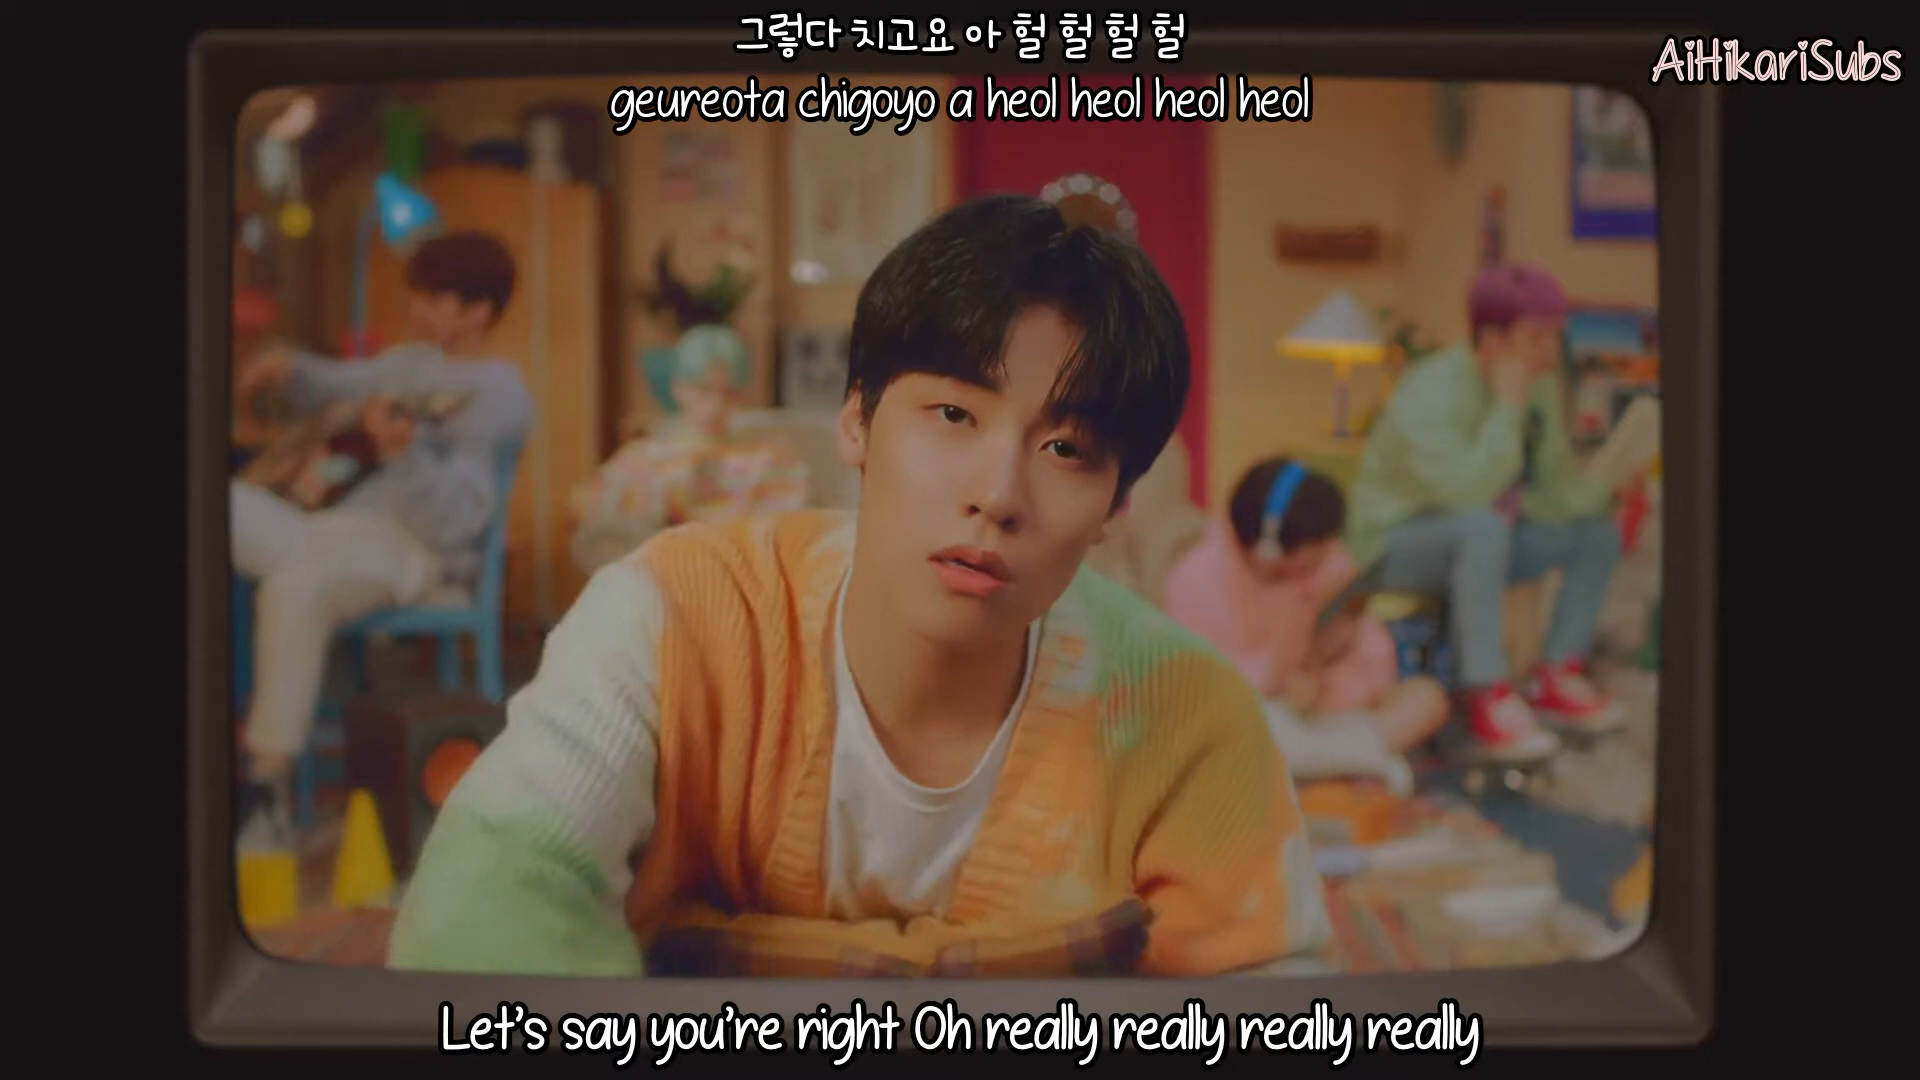 그렇다 치고요 아 헐 헐 헐 헐
AiHikariSubs
geureota chigoyo a heol heol heol heol
Let's say you're right Oh really really really really